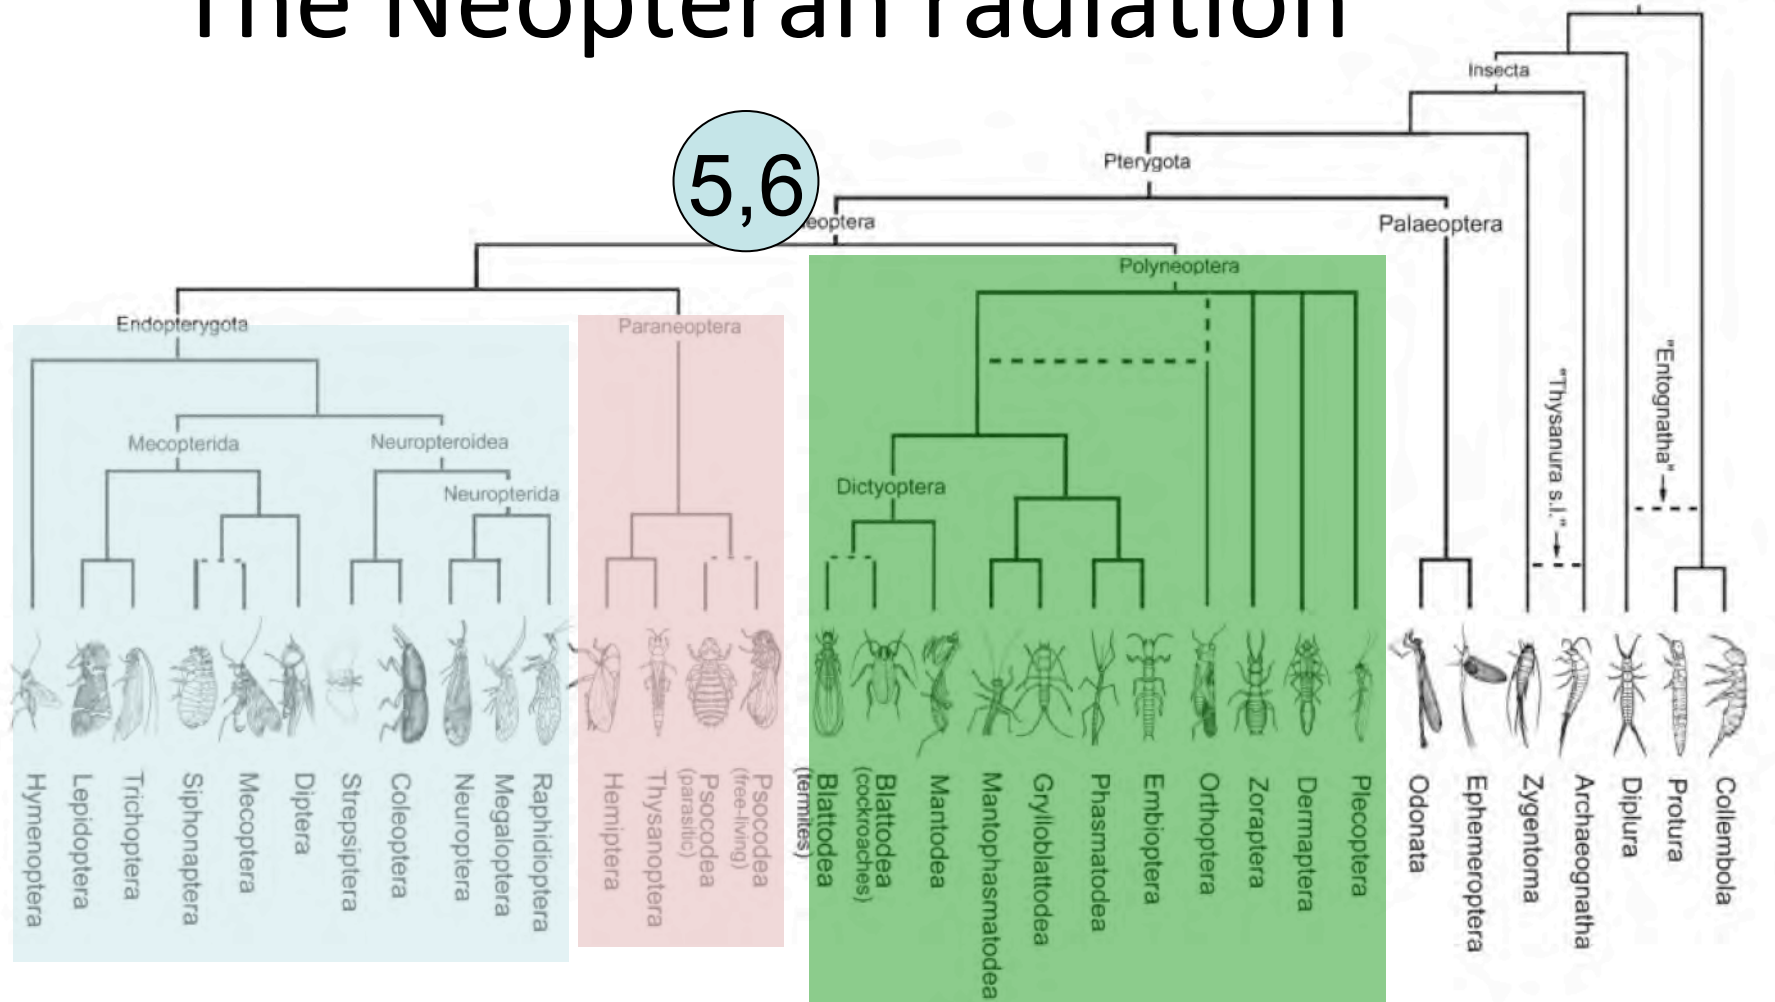 The Neopteran radiation
Insecta
5,6
Pterygota
eoptera
Palaeoptera
Polyneoptera
Endopterygota
Paraneoptera
"Thysanura s.l."
"Entognatha"
Mecopterida
Neuropteroidea
Neuropterida
Dictyoptera
Hymenoptera
Lepidoptera
Trichoptera
Siphonaptera
Mecoptera
Diptera
Strepsiptera
Coleoptera
Neuroptera
Megaloptera
Raphidioptera
Hemiptera
Thysanoptera
Psocodea
(parasitic)
Psocodea
(free-living)
Blattodea
(termites)
Blattodea
(cockroaches)
Mantodea
Mantophasmatodea
Grylloblattodea
Phasmatodea
Embioptera
Orthoptera
Zoraptera
Dermaptera
Plecoptera
Odonata
Ephemeroptera
Zygentoma
Archaeognatha
Diplura
Protura
Collembola